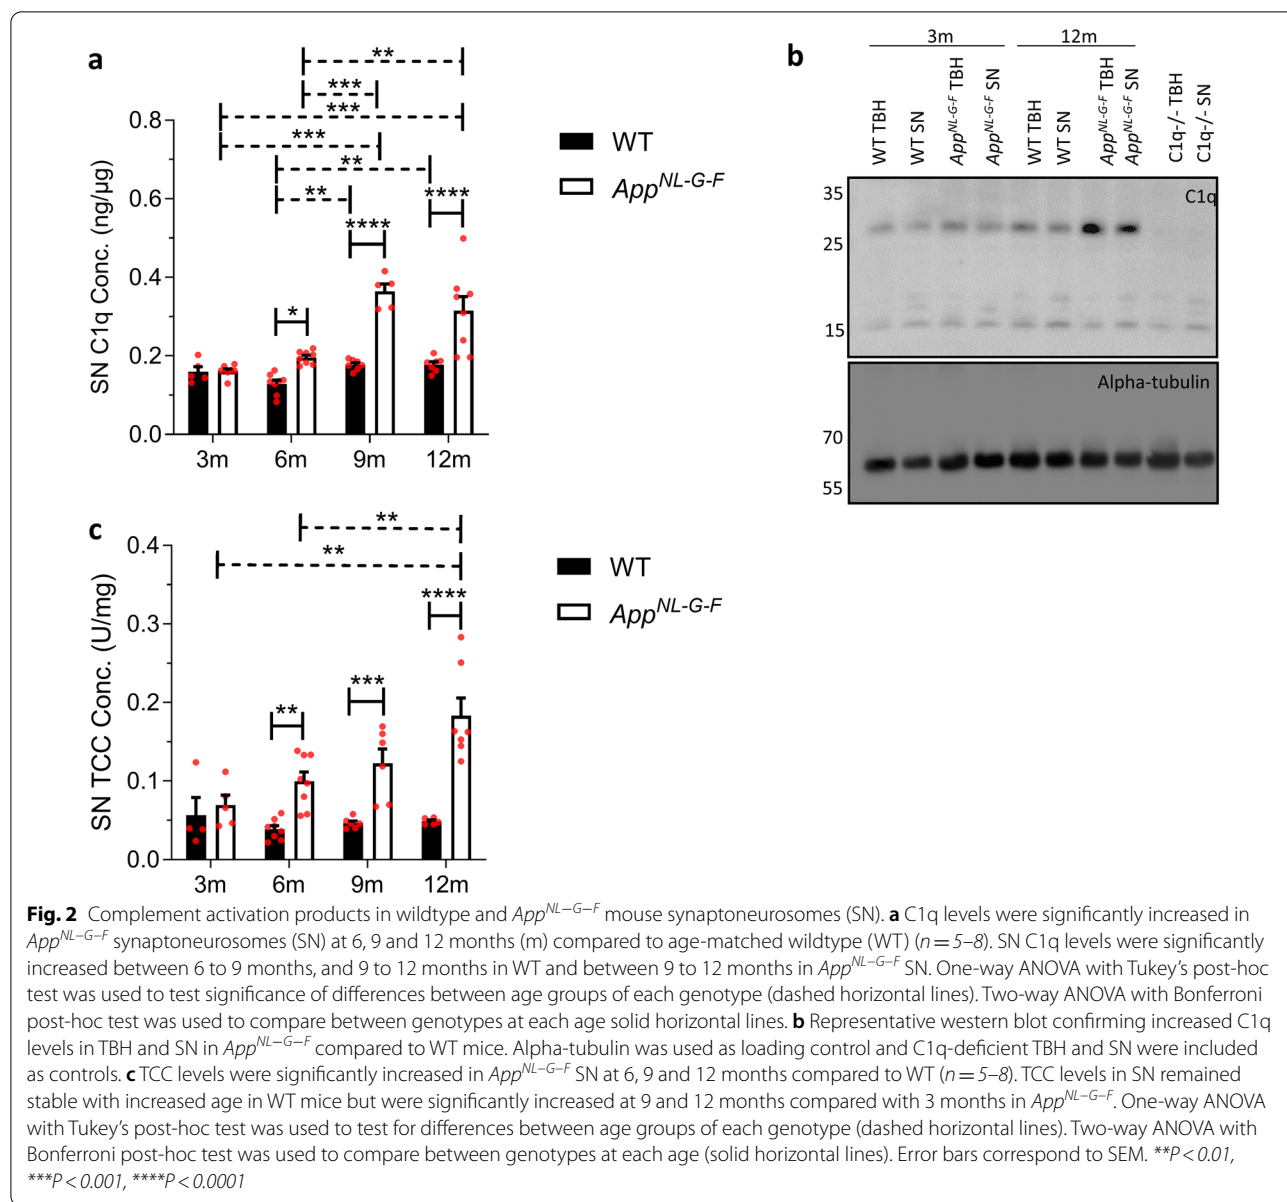 a
**
***
***
***
**
**
****
****
*
0.8
0.6
0.4
0.2
0.0
SN C1q Conc. (ng/µg)
3m 6m 9m 12m
WT
App^NL-G-F
b
3m 12m
WT TBH
WT SN
App^NL-G-F TBH
App^NL-G-F SN
WT TBH
WT SN
App^NL-G-F TBH
App^NL-G-F SN
C1q-/- TBH
C1q-/- SN
35
25
15
C1q
Alpha-tubulin
70
55
c
**
**
****
***
**
0.4
0.3
0.2
0.1
0.0
SN TCC Conc. (U/mg)
3m 6m 9m 12m
WT
App^NL-G-F
Fig. 2 Complement activation products in wildtype and App^NL−G−F mouse synaptoneurosomes (SN). a C1q levels were significantly increased in
App^NL−G−F synaptoneurosomes (SN) at 6, 9 and 12 months (m) compared to age-matched wildtype (WT) (n = 5–8). SN C1q levels were significantly
increased between 6 to 9 months, and 9 to 12 months in WT and between 9 to 12 months in App^NL−G−F SN. One-way ANOVA with Tukey's post-hoc
test was used to test significance of differences between age groups of each genotype (dashed horizontal lines). Two-way ANOVA with Bonferroni
post-hoc test was used to compare between genotypes at each age solid horizontal lines. b Representative western blot confirming increased C1q
levels in TBH and SN in App^NL−G−F compared to WT mice. Alpha-tubulin was used as loading control and C1q-deficient TBH and SN were included
as controls. c TCC levels were significantly increased in App^NL−G−F SN at 6, 9 and 12 months compared to WT (n = 5–8). TCC levels in SN remained
stable with increased age in WT mice but were significantly increased at 9 and 12 months compared with 3 months in App^NL−G−F. One-way ANOVA
with Tukey's post-hoc test was used to test for differences between age groups of each genotype (dashed horizontal lines). Two-way ANOVA with
Bonferroni post-hoc test was used to compare between genotypes at each age (solid horizontal lines). Error bars correspond to SEM. **P < 0.01,
***P < 0.001, ****P < 0.0001